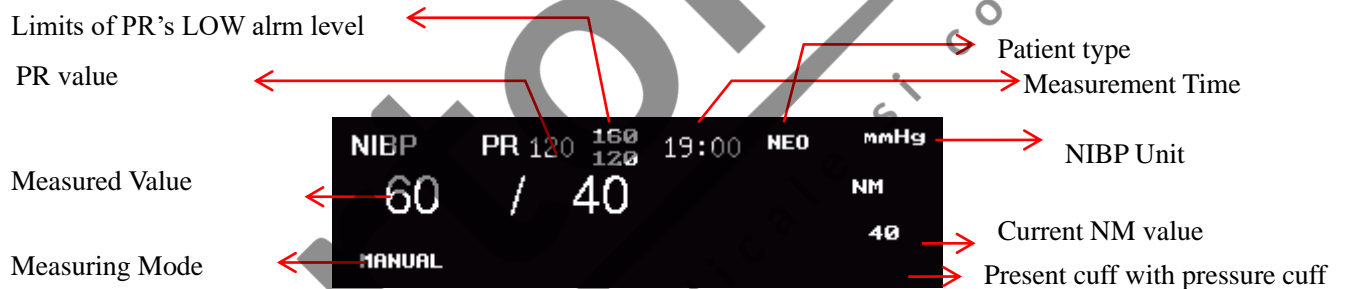 Limits of PR's LOW alrm level
Patient type
PR value
Measurement Time
NIBP PR 120 160 120 19:00 NEO mmHg
NIBP Unit
Measured Value
60 / 40
NM
40
Current NM value
Measuring Mode
MANUAL
Present cuff with pressure cuff